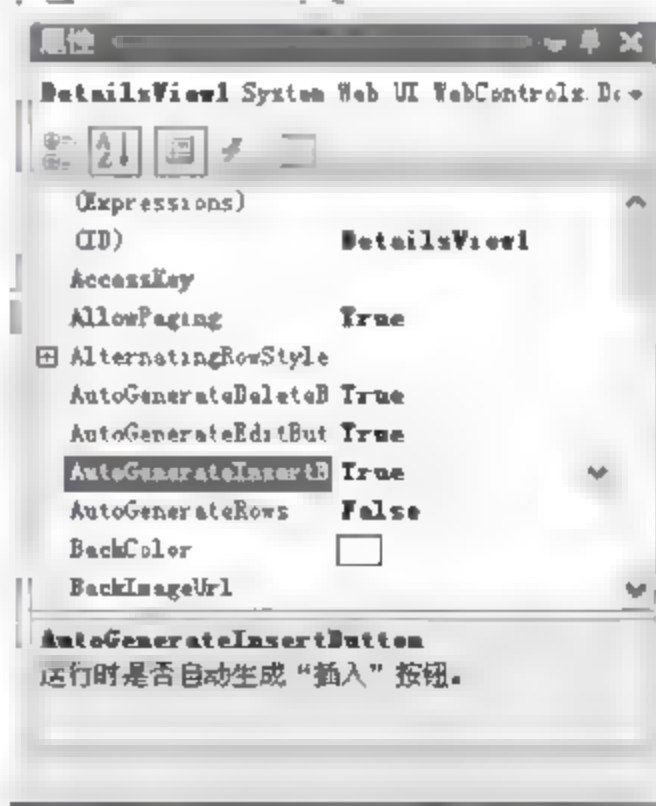 属性
DetailsView1 System Web UI WebControls. De
(Expressions)
(ID) DetailsView1
AccessKey
AllowPaging True
AlternatingRowStyle
AutoGenerateDeleteB True
AutoGenerateEditBut True
AutoGenerateInsertB True
AutoGenerateRows False
BackColor
BackImageUrl
AutoGenerateInsertButton
运行时是否自动生成“插入”按钮。